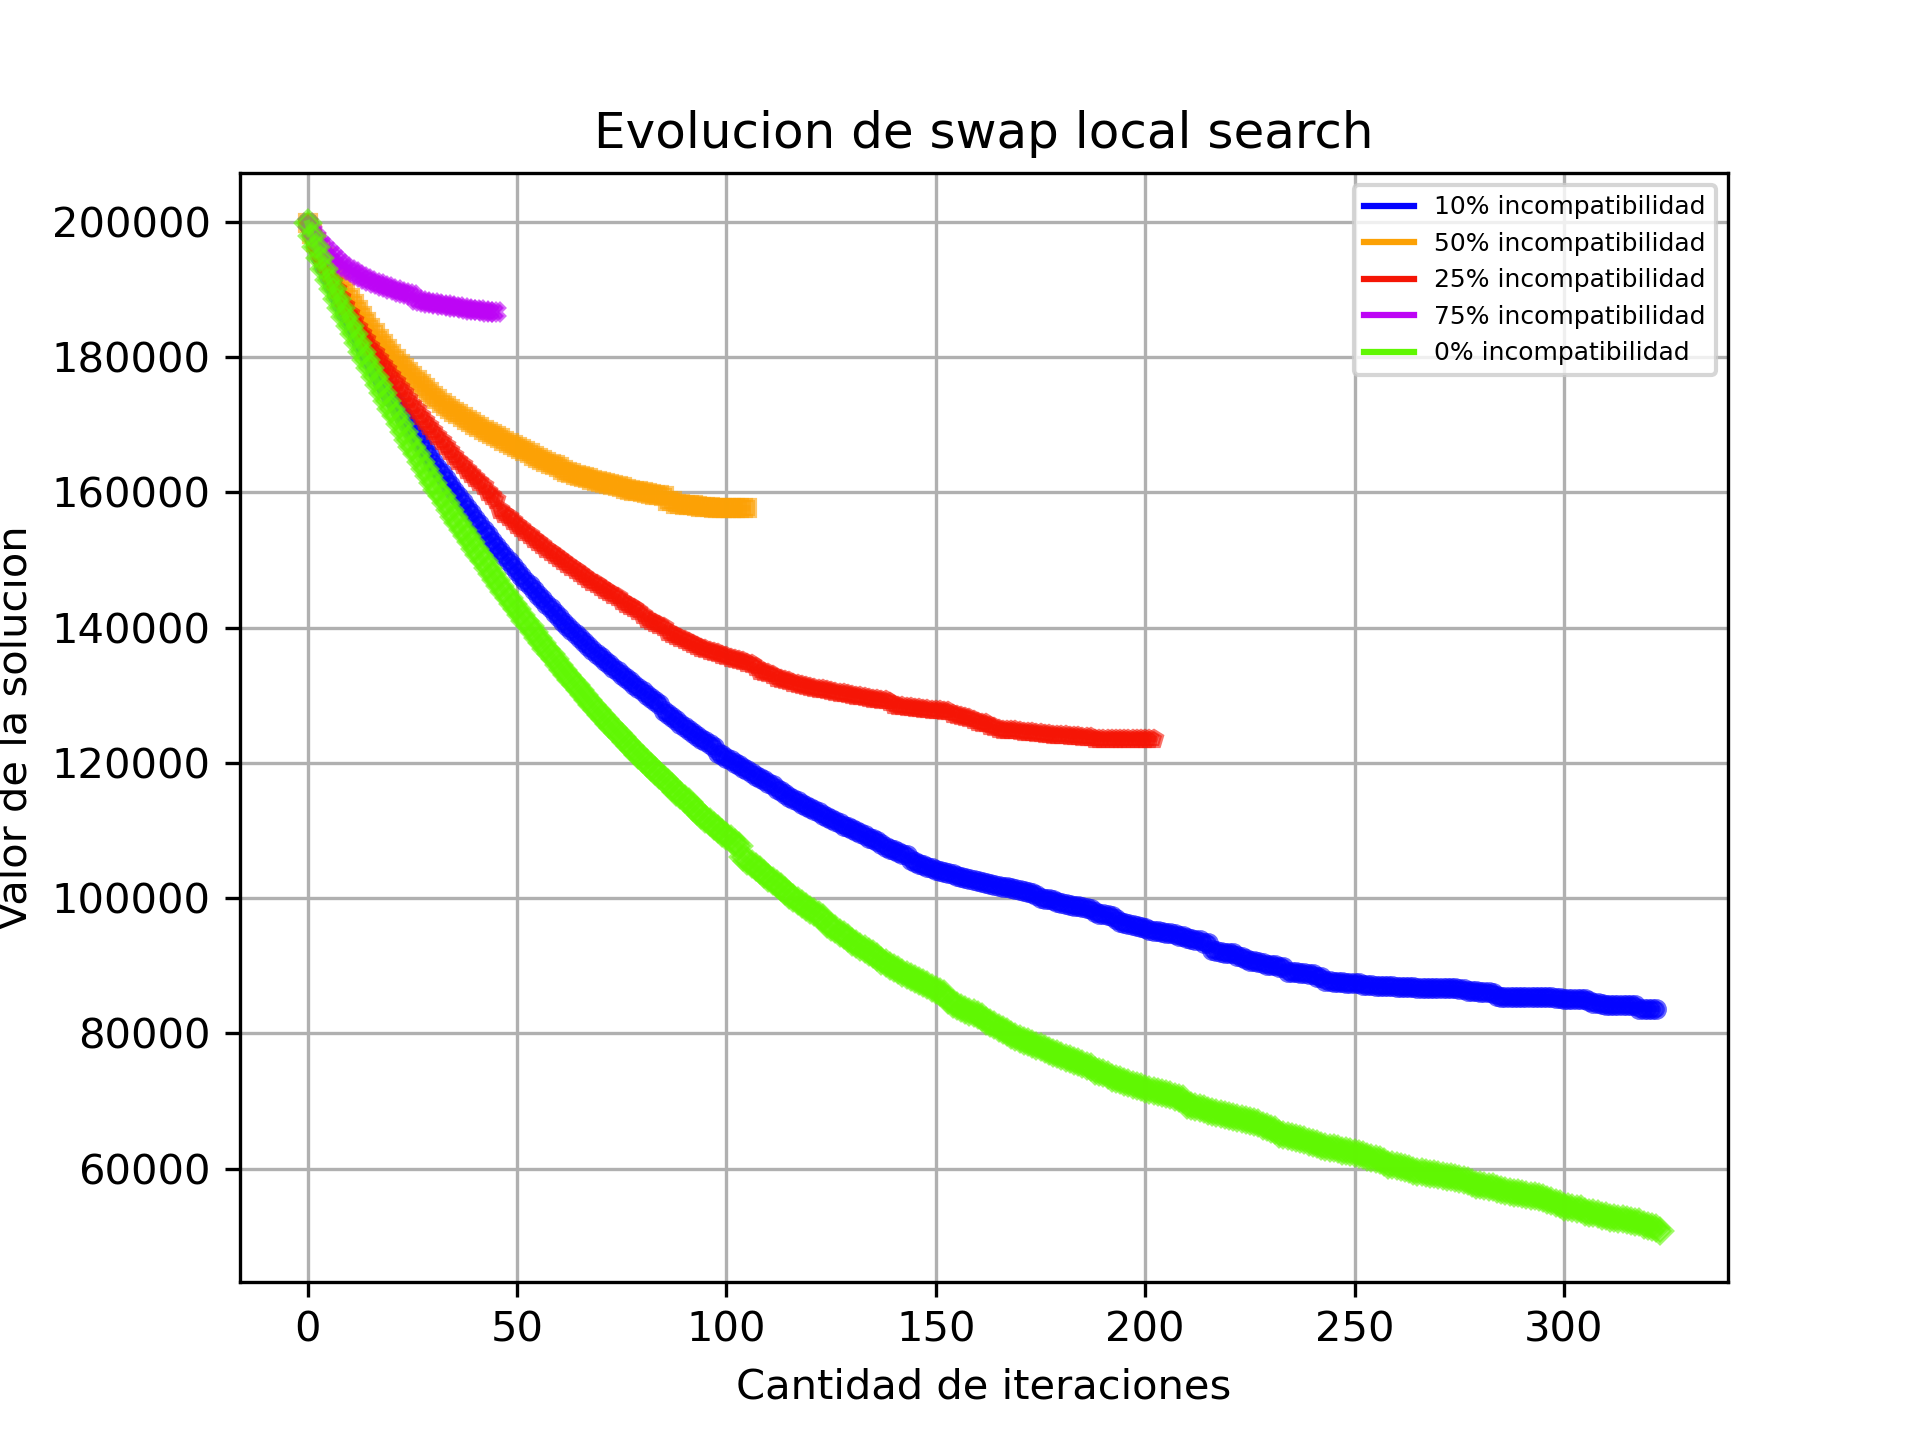 Evolucion de swap local search
10% incompatibilidad
50% incompatibilidad
25% incompatibilidad
75% incompatibilidad
0% incompatibilidad
Valor de la solucion
200000
180000
160000
140000
120000
100000
80000
60000
0 50 100 150 200 250 300
Cantidad de iteraciones